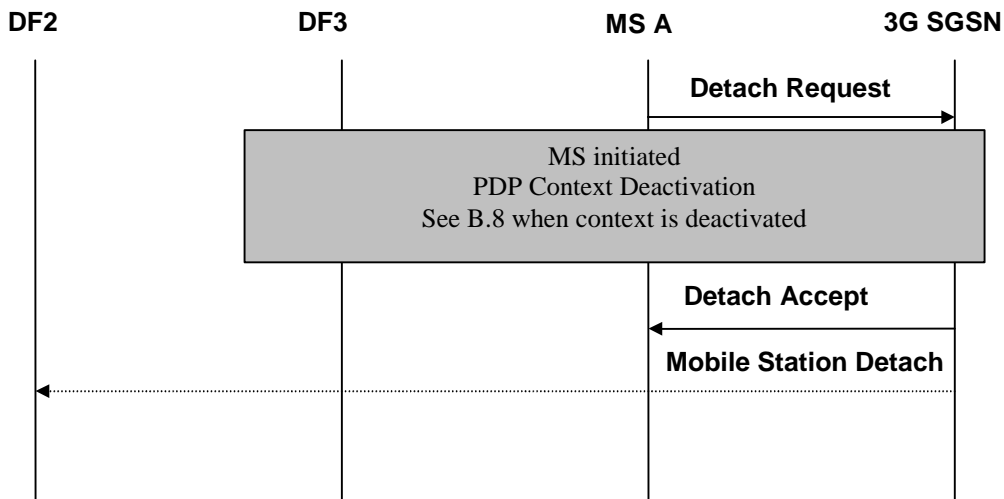 DF2
DF3
MS A
3G SGSN
Detach Request
MS initiated
PDP Context Deactivation
See B.8 when context is deactivated
Detach Accept
Mobile Station Detach